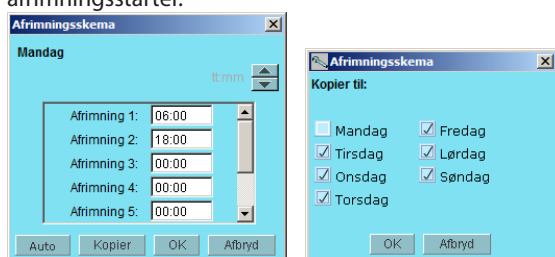 afrimningsstarter.
Afrimningsskema
Mandag
tt:mm
Afrimning 1: 06:00
Afrimning 2: 18:00
Afrimning 3: 00:00
Afrimning 4: 00:00
Afrimning 5: 00:00
Auto Kopier OK Afbryd
Afrimningsskema
Kopier til:
Mandag Fredag
Tirsdag Lørdag
Onsdag Søndag
Torsdag
OK Afbryd